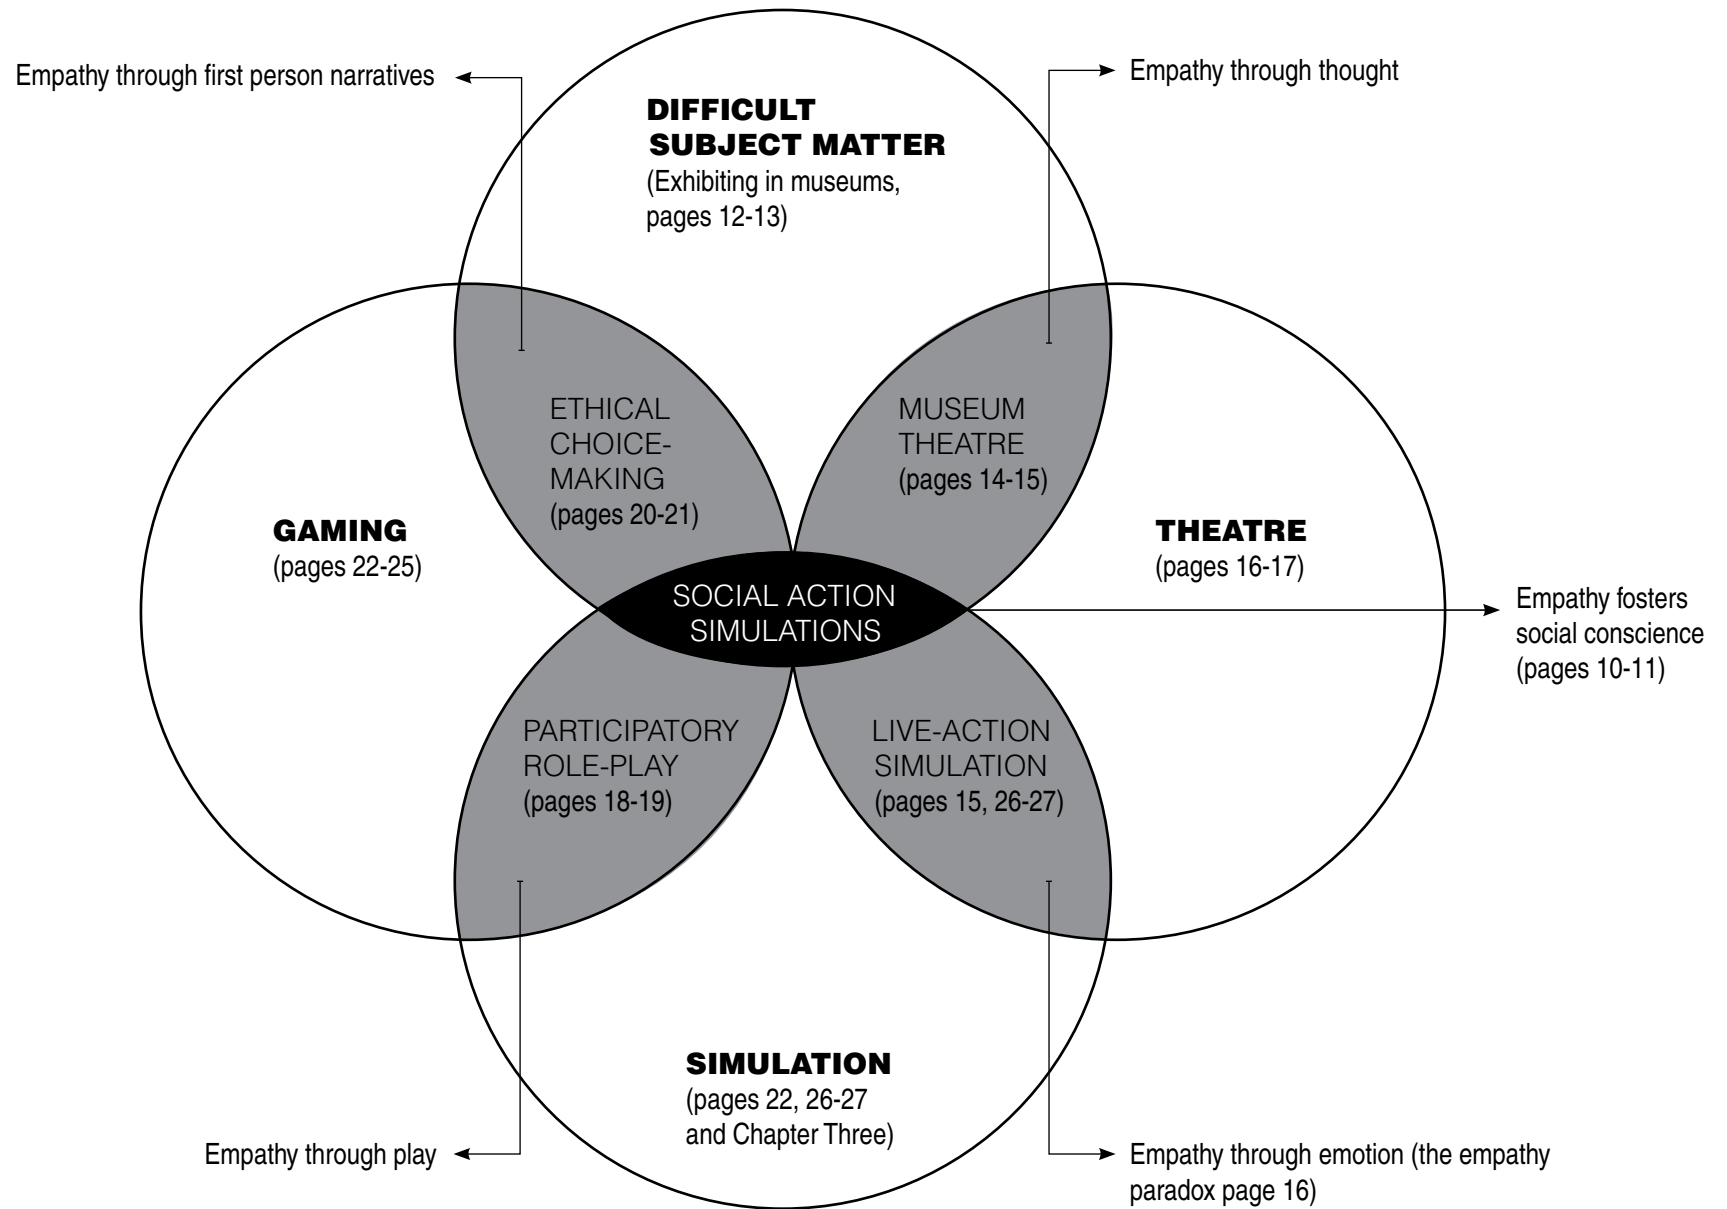 Empathy through first person narratives
Empathy through thought
DIFFICULT
SUBJECT MATTER
(Exhibiting in museums,
pages 12-13)
ETHICAL
CHOICE-
MAKING
(pages 20-21)
MUSEUM
THEATRE
(pages 14-15)
GAMING
(pages 22-25)
THEATRE
(pages 16-17)
SOCIAL ACTION
SIMULATIONS
Empathy fosters
social conscience
(pages 10-11)
PARTICIPATORY
ROLE-PLAY
(pages 18-19)
LIVE-ACTION
SIMULATION
(pages 15, 26-27)
SIMULATION
(pages 22, 26-27
and Chapter Three)
Empathy through play
Empathy through emotion (the empathy
paradox page 16)